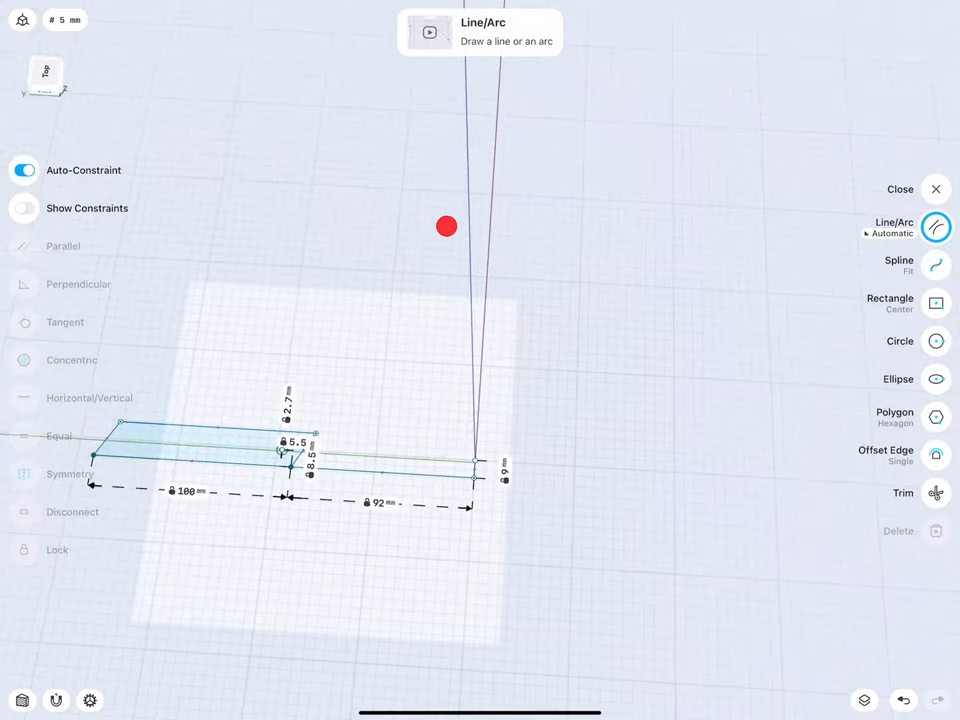 # 5 mm
Line/Arc
Draw a line or an arc
Top
y
z
Auto-Constraint
Show Constraints
Parallel
Perpendicular
Tangent
Concentric
Horizontal/Vertical
Equal
Symmetry
Disconnect
Lock
Close
Line/Arc
Automatic
Spline
Fit
Rectangle
Center
Circle
Ellipse
Polygon
Hexagon
Offset Edge
Single
Trim
Delete
2.7 mm
5.5
8.5 mm
9 mm
100 mm
92 mm